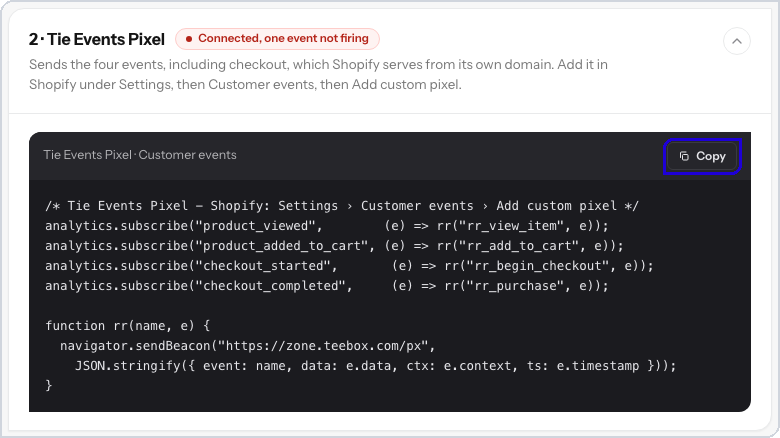 2 · Tie Events Pixel
Connected, one event not firing
Sends the four events, including checkout, which Shopify serves from its own domain. Add it in
Shopify under Settings, then Customer events, then Add custom pixel.
Tie Events Pixel · Customer events
Copy
/* Tie Events Pixel — Shopify: Settings › Customer events › Add custom pixel */
analytics.subscribe("product_viewed",        (e) => rr("rr_view_item", e));
analytics.subscribe("product_added_to_cart", (e) => rr("rr_add_to_cart", e));
analytics.subscribe("checkout_started",       (e) => rr("rr_begin_checkout", e));
analytics.subscribe("checkout_completed",     (e) => rr("rr_purchase", e));
function rr(name, e) {
  navigator.sendBeacon("https://zone.teebox.com/px",
    JSON.stringify({ event: name, data: e.data, ctx: e.context, ts: e.timestamp }));
}